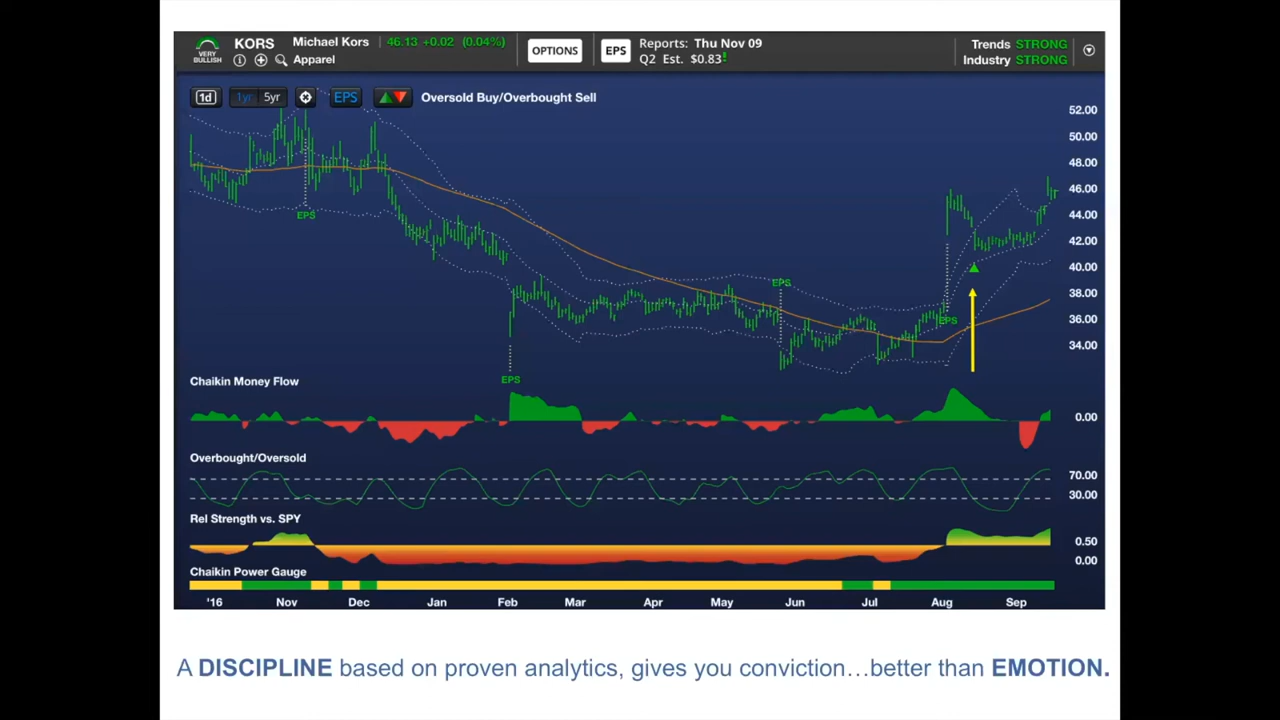 KORS Michael Kors 46.13 +0.02 (0.04%) OPTIONS EPS Reports: Thu Nov 09 Trends STRONG
VERY BULLISH Apparel Q2 Est. $0.83 Industry STRONG
1d 1yr 5yr EPS Oversold Buy/Overbought Sell
52.00
50.00
48.00
46.00
44.00
42.00
40.00
38.00
36.00
34.00
EPS
EPS
EPS
EPS
Chaikin Money Flow
0.00
Overbought/Oversold
70.00
30.00
Rel Strength vs. SPY
0.50
0.00
Chaikin Power Gauge
'16 Nov Dec Jan Feb Mar Apr May Jun Jul Aug Sep
A DISCIPLINE based on proven analytics, gives you conviction…better than EMOTION.